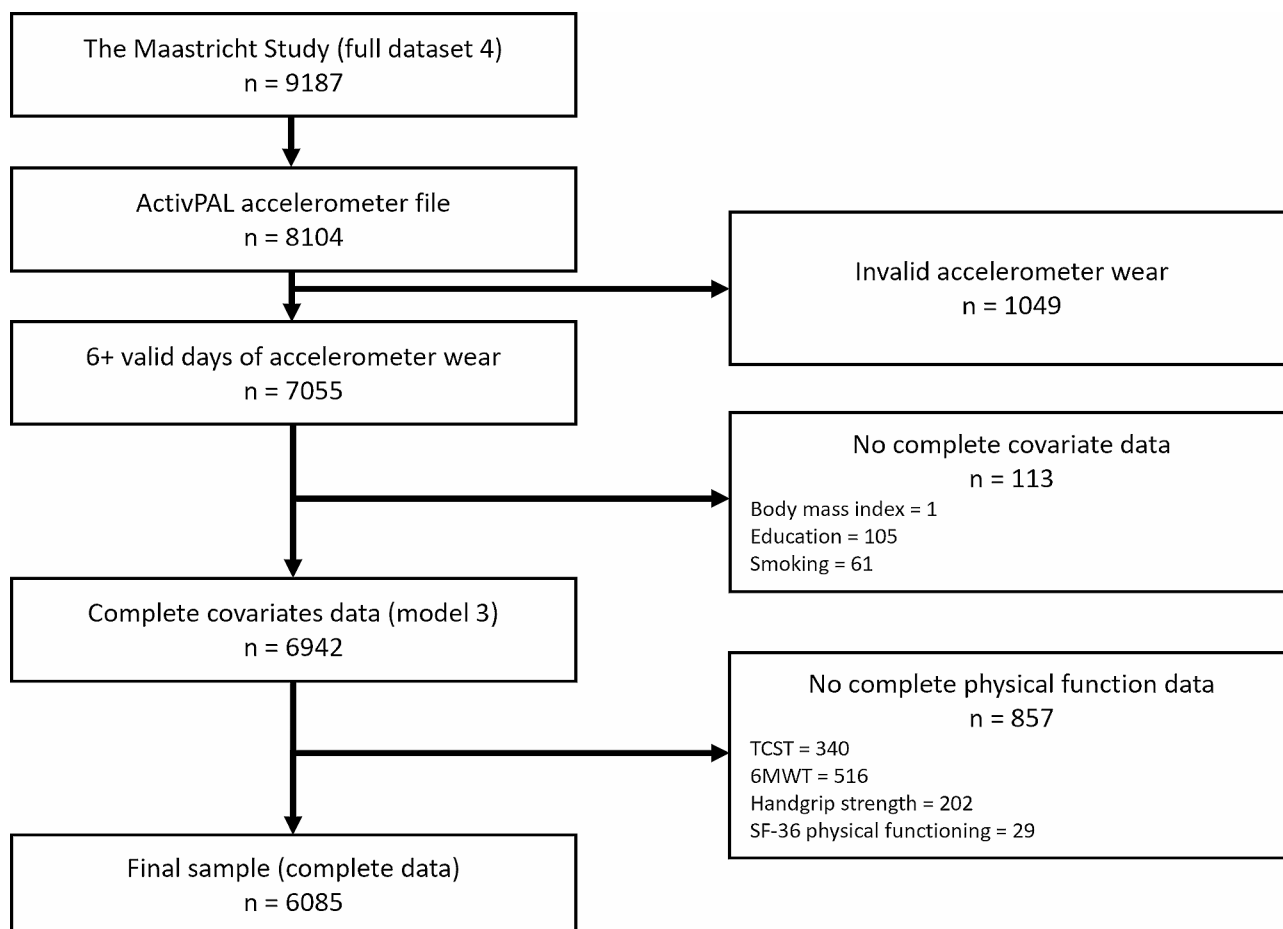 The Maastricht Study (full dataset 4)
n = 9187
ActivPAL accelerometer file
n = 8104
Invalid accelerometer wear
n = 1049
6+ valid days of accelerometer wear
n = 7055
No complete covariate data
n = 113
Body mass index = 1
Education = 105
Smoking = 61
Complete covariates data (model 3)
n = 6942
No complete physical function data
n = 857
TCST = 340
6MWT = 516
Handgrip strength = 202
SF-36 physical functioning = 29
Final sample (complete data)
n = 6085